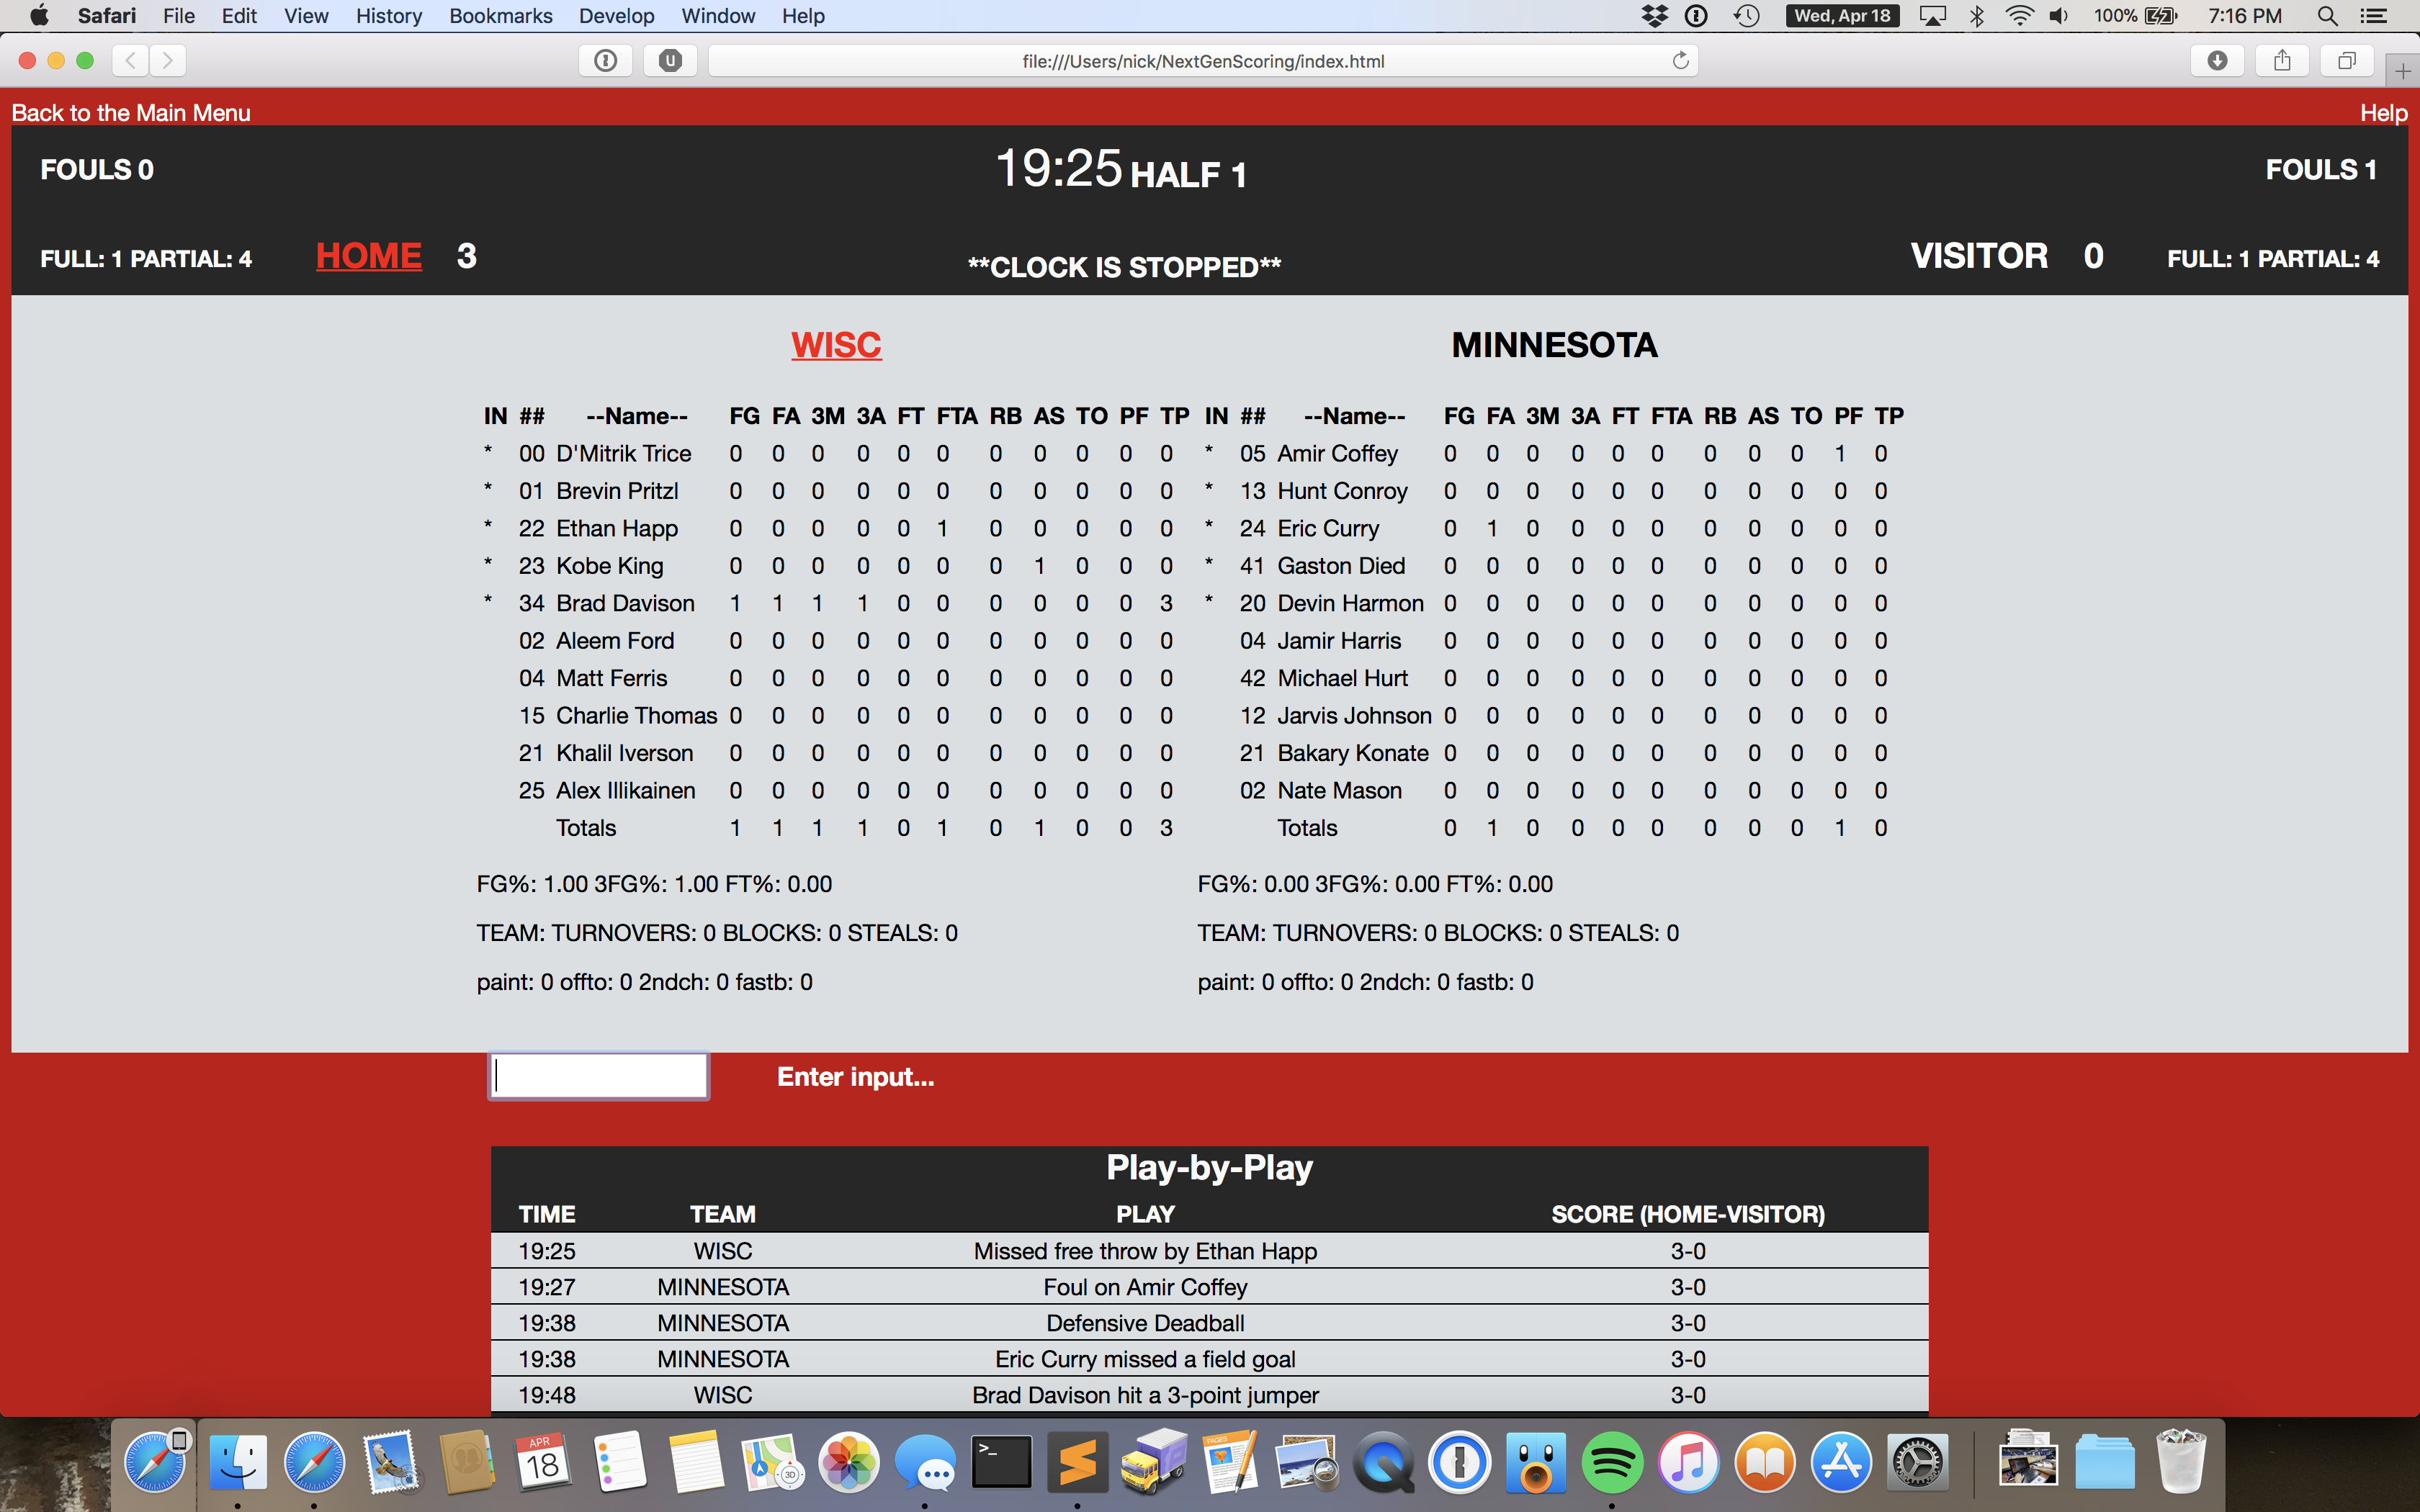 Safari File Edit View History Bookmarks Develop Window Help Wed, Apr 18 100% 7:16 PM
file:///Users/nick/NextGenScoring/index.html
Back to the Main Menu Help
FOULS 0 19:25 HALF 1 FOULS 1
FULL: 1 PARTIAL: 4 HOME 3 **CLOCK IS STOPPED** VISITOR 0 FULL: 1 PARTIAL: 4
WISC MINNESOTA
IN ## --Name-- FG FA 3M 3A FT FTA RB AS TO PF TP IN ## --Name-- FG FA 3M 3A FT FTA RB AS TO PF TP
* 00 D'Mitrik Trice 0 0 0 0 0 0 0 0 0 0 0 * 05 Amir Coffey 0 0 0 0 0 0 0 0 0 1 0
* 01 Brevin Pritzl 0 0 0 0 0 0 0 0 0 0 0 * 13 Hunt Conroy 0 0 0 0 0 0 0 0 0 0 0
* 22 Ethan Happ 0 0 0 0 0 1 0 0 0 0 0 * 24 Eric Curry 0 1 0 0 0 0 0 0 0 0 0
* 23 Kobe King 0 0 0 0 0 0 0 1 0 0 0 * 41 Gaston Died 0 0 0 0 0 0 0 0 0 0 0
* 34 Brad Davison 1 1 1 1 0 0 0 0 0 0 3 * 20 Devin Harmon 0 0 0 0 0 0 0 0 0 0 0
02 Aleem Ford 0 0 0 0 0 0 0 0 0 0 0 04 Jamir Harris 0 0 0 0 0 0 0 0 0 0 0
04 Matt Ferris 0 0 0 0 0 0 0 0 0 0 0 42 Michael Hurt 0 0 0 0 0 0 0 0 0 0 0
15 Charlie Thomas 0 0 0 0 0 0 0 0 0 0 0 12 Jarvis Johnson 0 0 0 0 0 0 0 0 0 0 0
21 Khalil Iverson 0 0 0 0 0 0 0 0 0 0 0 21 Bakary Konate 0 0 0 0 0 0 0 0 0 0 0
25 Alex Illikainen 0 0 0 0 0 0 0 0 0 0 0 02 Nate Mason 0 0 0 0 0 0 0 0 0 0 0
Totals 1 1 1 1 0 1 0 1 0 0 3 Totals 0 1 0 0 0 0 0 0 0 1 0
FG%: 1.00 3FG%: 1.00 FT%: 0.00 FG%: 0.00 3FG%: 0.00 FT%: 0.00
TEAM: TURNOVERS: 0 BLOCKS: 0 STEALS: 0 TEAM: TURNOVERS: 0 BLOCKS: 0 STEALS: 0
paint: 0 offto: 0 2ndch: 0 fastb: 0 paint: 0 offto: 0 2ndch: 0 fastb: 0
Enter input...
Play-by-Play
TIME TEAM PLAY SCORE (HOME-VISITOR)
19:25 WISC Missed free throw by Ethan Happ 3-0
19:27 MINNESOTA Foul on Amir Coffey 3-0
19:38 MINNESOTA Defensive Deadball 3-0
19:38 MINNESOTA Eric Curry missed a field goal 3-0
19:48 WISC Brad Davison hit a 3-point jumper 3-0
APR
18
3D
>_
PAGES